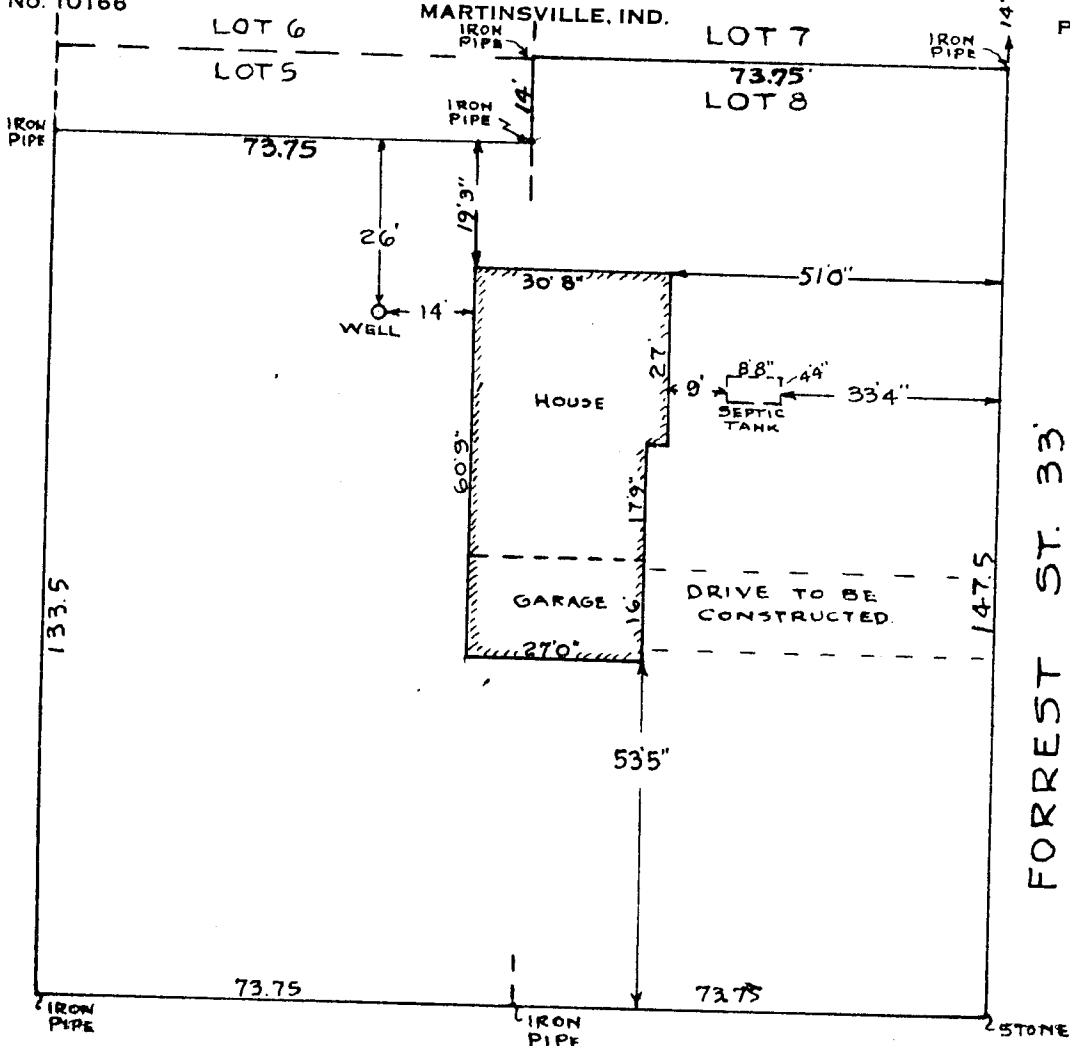 No. 10166
MARTINSVILLE, IND.
14'
P
LOT 6
IRON PIPE
LOT 7
IRON PIPE
LOT 5
73.75'
14'
LOT 8
IRON PIPE
IRON PIPE
73.75
26'
19'3"
30'8"
51'0"
WELL
14'
27'
9'
8'8"
4'4"
33'4"
SEPTIC TANK
HOUSE
60'9"
17'9"
FORREST ST. 33'
133.5
147.5
GARAGE
16'
DRIVE TO BE
CONSTRUCTED.
27'0"
53'5"
73.75
73.75
IRON PIPE
IRON PIPE
STONE